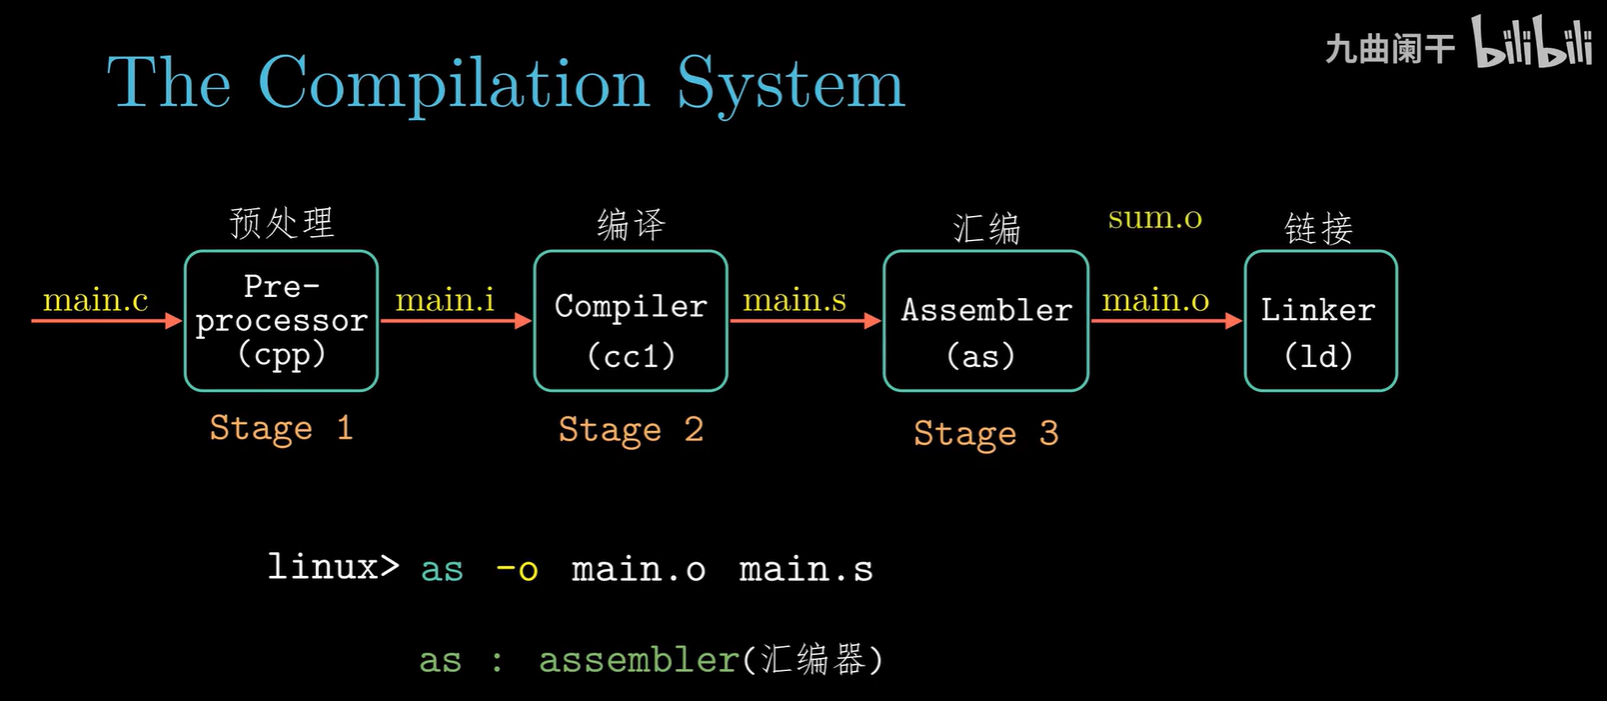 九曲阑干 bilibili
The Compilation System
预处理
编译
汇编
sum.o
链接
main.c
Pre-
processor
(cpp)
main.i
Compiler
(cc1)
main.s
Assembler
(as)
main.o
Linker
(ld)
Stage 1
Stage 2
Stage 3
linux> as -o main.o main.s
as : assembler(汇编器)